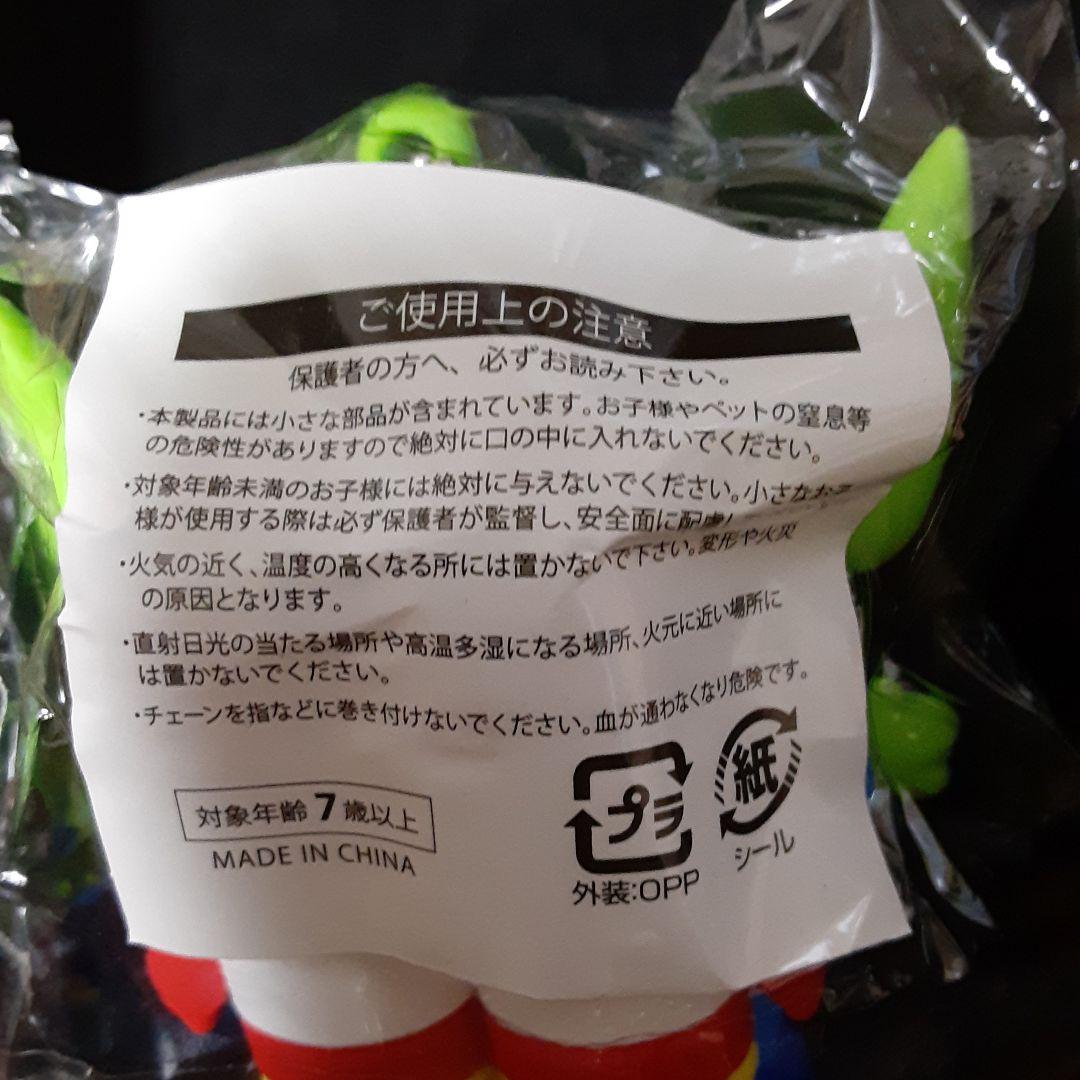 ご使用上の注意
保護者の方へ、必ずお読み下さい。
・本製品には小さな部品が含まれています。お子様やペットの窒息等
の危険性がありますので絶対に口の中に入れないでください。
・対象年齢未満のお子様には絶対に与えないでください。小さなお子
様が使用する際は必ず保護者が監督し、安全面に配慮
・火気の近く、温度の高くなる所には置かないで下さい。変形や火災
の原因となります。
・直射日光の当たる場所や高温多湿になる場所、火元に近い場所に
は置かないでください。
・チェーンを指などに巻き付けないでください。血が通わなくなり危険です。
対象年齢7歳以上
MADE IN CHINA
プラ
外装:OPP
紙
シール